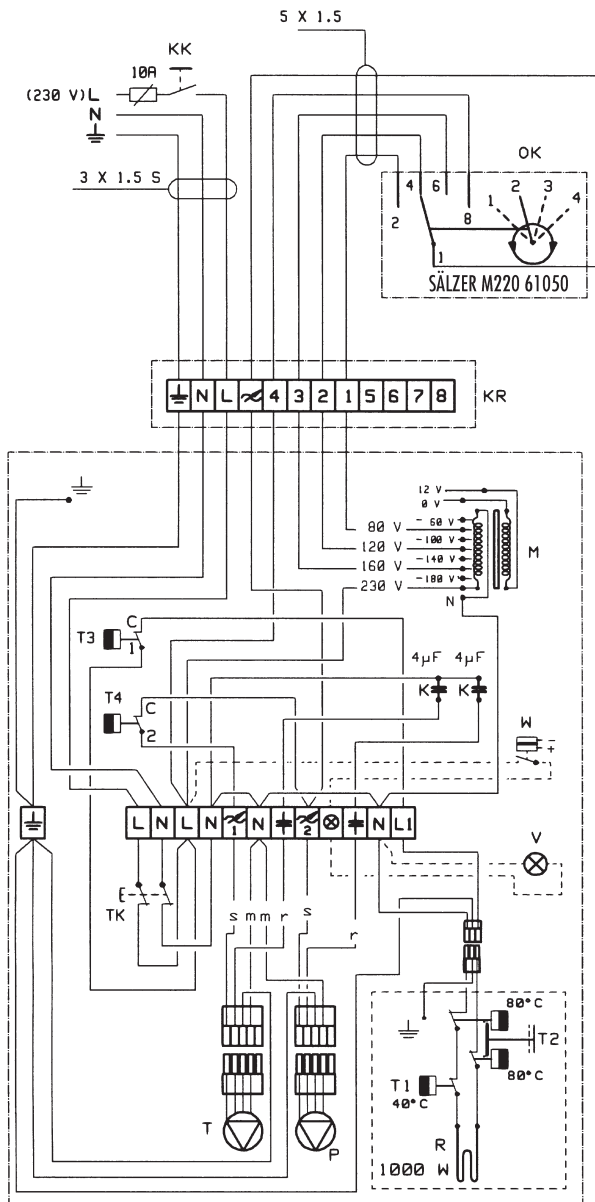 5 X 1.5
KK
10A
(230 V) L
N
3 X 1.5 S
OK
4 6 2 3
1 4
2 8
1
SÄLZER M220 61050
N L 4 3 2 1 5 6 7 8
KR
12 V
0 V
80 V - 60 V
- 100 V
120 V
- 140 V
160 V
- 180 V
230 V
M
N
T3 C
1
4µF 4µF
K K
T4 C
2
W
- +
L N L N 1 N 2 N L1
V
E
TK
s m m r s r
80°C
T2
80°C
T1
40°C
T P
R
1000 W